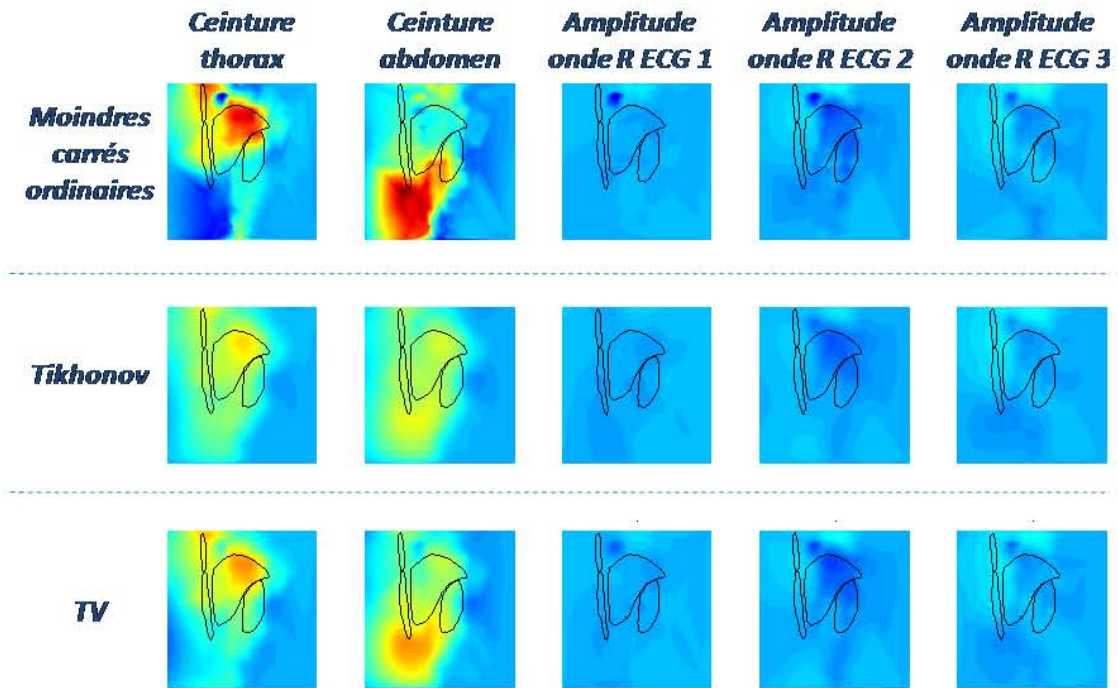 Ceinture thorax
Ceinture abdomen
Amplitude onde R ECG 1
Amplitude onde R ECG 2
Amplitude onde R ECG 3
Moindres
carrés
ordinaires
Tikhonov
TV